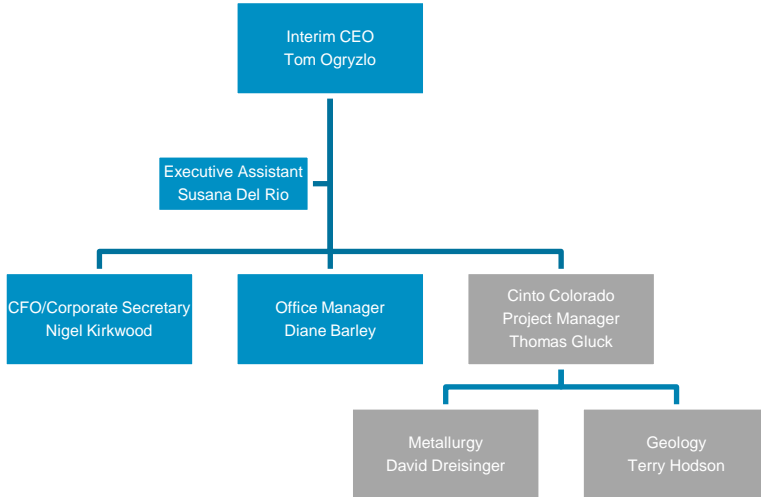 Interim CEO
Tom Ogryzlo
Executive Assistant
Susana Del Rio
CFO/Corporate Secretary
Nigel Kirkwood
Office Manager
Diane Barley
Cinto Colorado
Project Manager
Thomas Gluck
Metallurgy
David Dreisinger
Geology
Terry Hodson